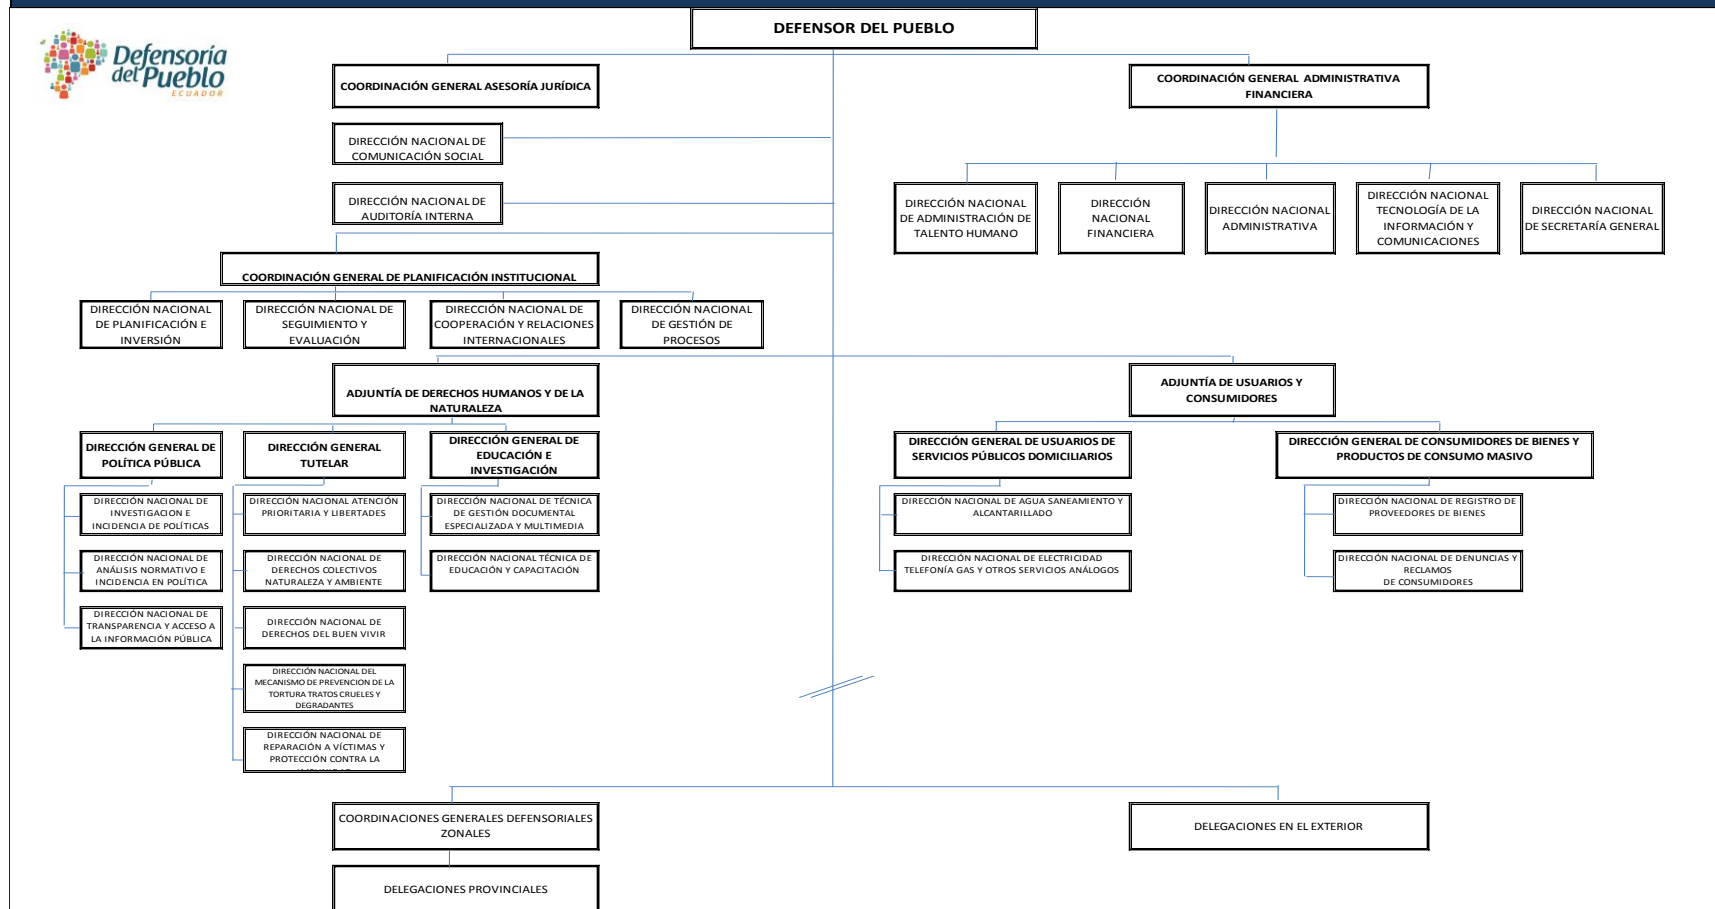 DEFENSOR DEL PUEBLO
Defensoría
del Pueblo
ECUADOR
COORDINACIÓN GENERAL ASESORÍA JURÍDICA
COORDINACIÓN GENERAL ADMINISTRATIVA
FINANCIERA
DIRECCIÓN NACIONAL DE
COMUNICACIÓN SOCIAL
DIRECCIÓN NACIONAL DE
AUDITORÍA INTERNA
DIRECCIÓN NACIONAL
DE ADMINISTRACIÓN DE
TALENTO HUMANO
DIRECCIÓN
NACIONAL
FINANCIERA
DIRECCIÓN NACIONAL
ADMINISTRATIVA
DIRECCIÓN NACIONAL
TECNOLOGÍA DE LA
INFORMACIÓN Y
COMUNICACIONES
DIRECCIÓN NACIONAL
DE SECRETARÍA GENERAL
COORDINACIÓN GENERAL DE PLANIFICACIÓN INSTITUCIONAL
DIRECCIÓN NACIONAL
DE PLANIFICACIÓN E
INVERSIÓN
DIRECCIÓN NACIONAL DE
SEGUIMIENTO Y
EVALUACIÓN
DIRECCIÓN NACIONAL DE
COOPERACIÓN Y RELACIONES
INTERNACIONALES
DIRECCIÓN NACIONAL
DE GESTIÓN DE
PROCESOS
ADJUNTÍA DE DERECHOS HUMANOS Y DE LA
NATURALEZA
ADJUNTÍA DE USUARIOS Y
CONSUMIDORES
DIRECCIÓN GENERAL DE
POLÍTICA PÚBLICA
DIRECCIÓN GENERAL
TUTELAR
DIRECCIÓN GENERAL DE
EDUCACIÓN E
INVESTIGACIÓN
DIRECCIÓN GENERAL DE USUARIOS DE
SERVICIOS PÚBLICOS DOMICILIARIOS
DIRECCIÓN GENERAL DE CONSUMIDORES DE BIENES Y
PRODUCTOS DE CONSUMO MASIVO
DIRECCIÓN NACIONAL DE
INVESTIGACION E
INCIDENCIA DE POLÍTICAS
DIRECCIÓN NACIONAL ATENCIÓN
PRIORITARIA Y LIBERTADES
DIRECCIÓN NACIONAL DE TÉCNICA
DE GESTIÓN DOCUMENTAL
ESPECIALIZADA Y MULTIMEDIA
DIRECCIÓN NACIONAL DE AGUA SANEAMIENTO Y
ALCANTARILLADO
DIRECCIÓN NACIONAL DE REGISTRO DE
PROVEEDORES DE BIENES
DIRECCIÓN NACIONAL DE
ANÁLISIS NORMATIVO E
INCIDENCIA EN POLÍTICA
DIRECCIÓN NACIONAL DE
DERECHOS COLECTIVOS
NATURALEZA Y AMBIENTE
DIRECCIÓN NACIONAL TÉCNICA DE
EDUCACIÓN Y CAPACITACIÓN
DIRECCIÓN NACIONAL DE ELECTRICIDAD
TELEFONÍA GAS Y OTROS SERVICIOS ANÁLOGOS
DIRECCIÓN NACIONAL DE DENUNCIAS Y
RECLAMOS
DE CONSUMIDORES
DIRECCIÓN NACIONAL DE
TRANSPARENCIA Y ACCESO A
LA INFORMACIÓN PÚBLICA
DIRECCIÓN NACIONAL DE
DERECHOS DEL BUEN VIVIR
DIRECCIÓN NACIONAL DEL
MECANISMO DE PREVENCION DE LA
TORTURA TRATOS CRUELES Y
DEGRADANTES
DIRECCIÓN NACIONAL DE
REPARACIÓN A VÍCTIMAS Y
PROTECCIÓN CONTRA LA
COORDINACIONES GENERALES DEFENSORIALES
ZONALES
DELEGACIONES EN EL EXTERIOR
DELEGACIONES PROVINCIALES